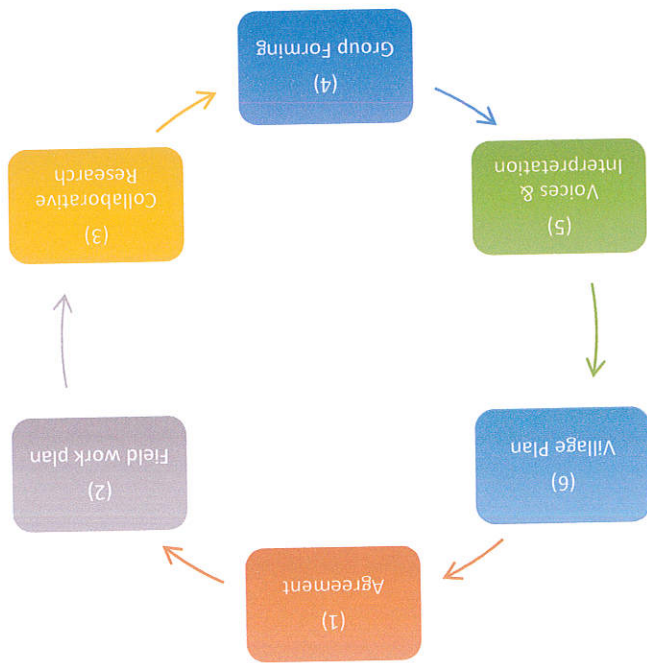 (1)
Agreement
(2)
Field work plan
(3)
Collaborative
Research
(4)
Group Forming
(5)
Voices &
Interpretation
(6)
Village Plan